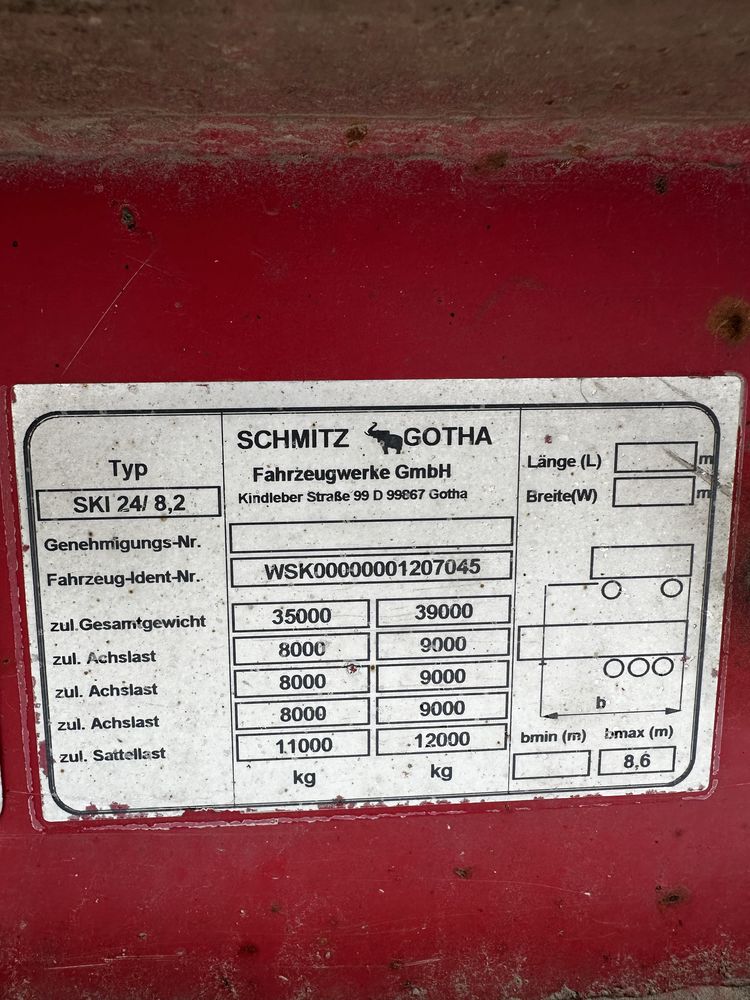 Typ
SKI 24/ 8,2
SCHMITZ GOTHA
Fahrzeugwerke GmbH
Kindleber Straße 99 D 99867 Gotha
Länge (L) m
Breite(W) m
Genehmigungs-Nr.
Fahrzeug-Ident-Nr. WSK00000001207045
zul.Gesamtgewicht 35000 39000
zul. Achslast 8000 9000
zul. Achslast 8000 9000
zul. Achslast 8000 9000
zul. Sattellast 11000 12000
kg kg
b
bmin (m) bmax (m)
8,6